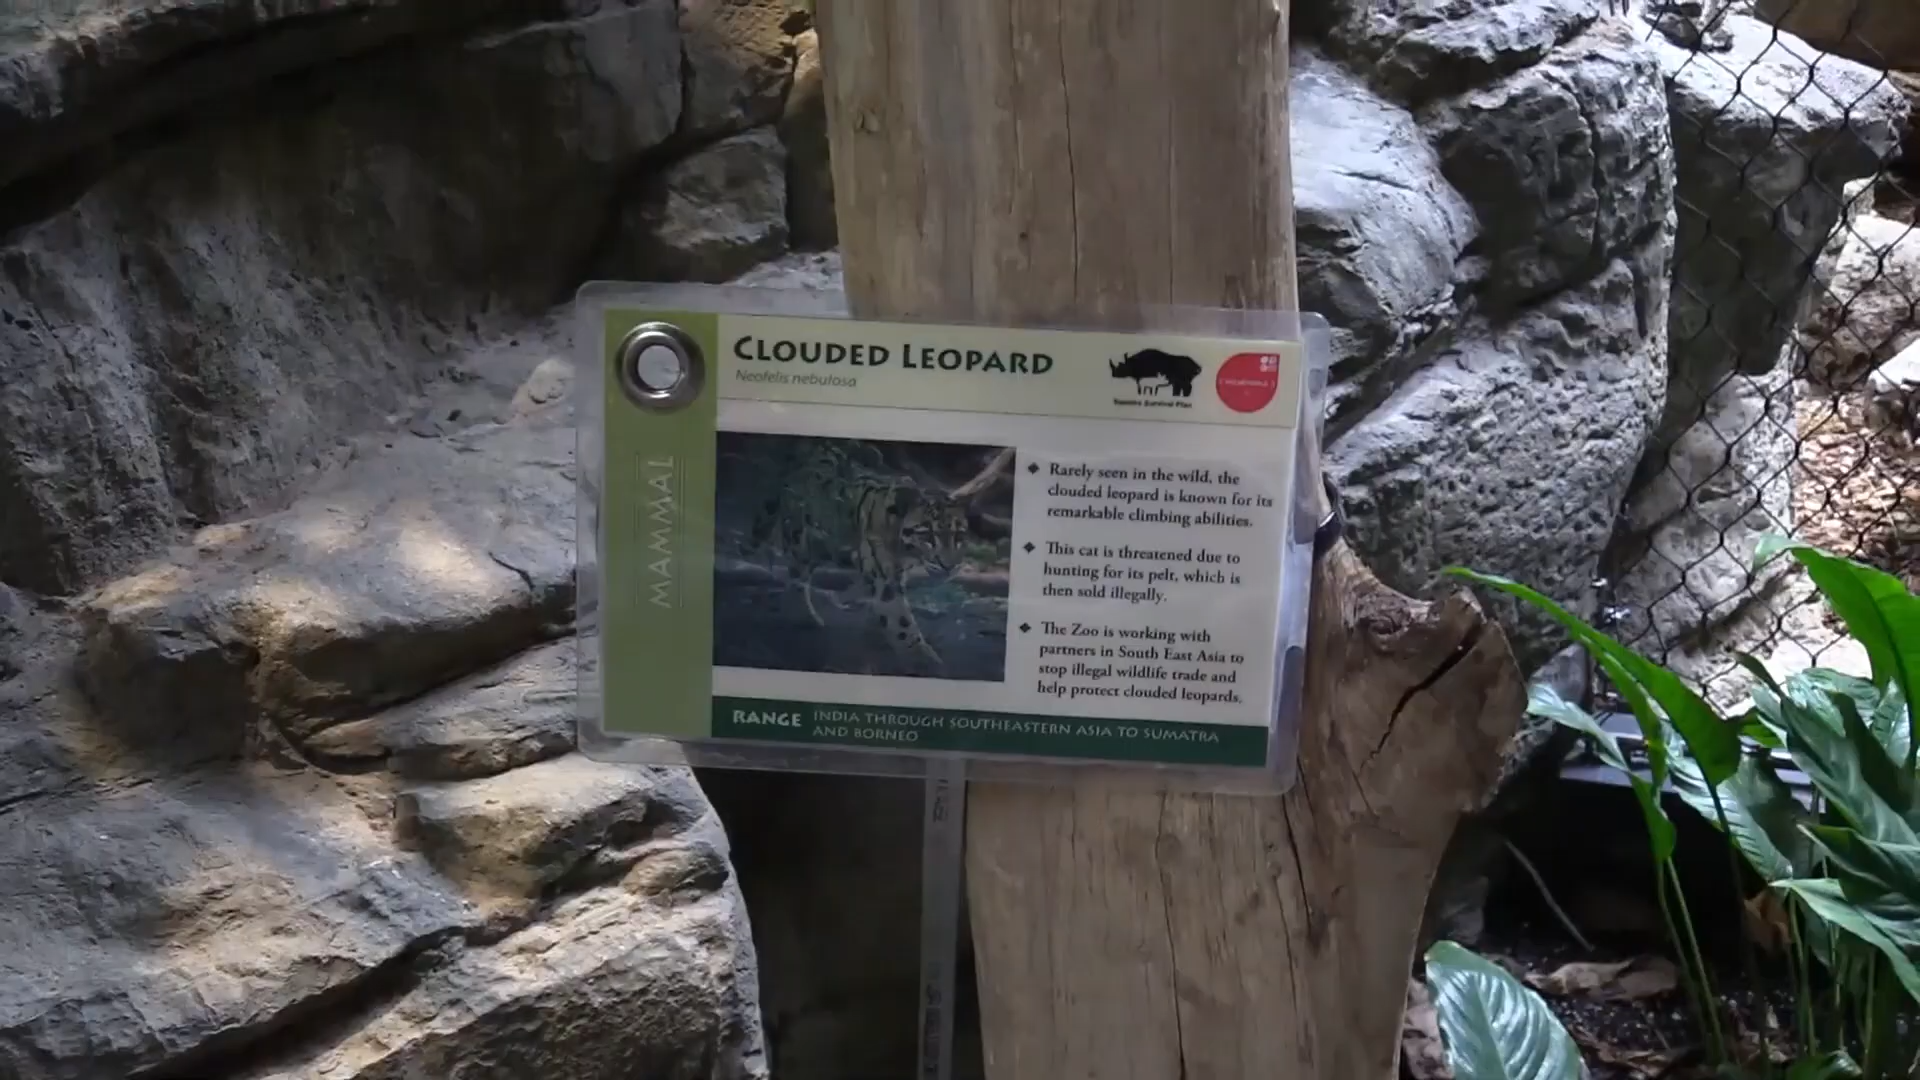 CLOUDED LEOPARD
Neofelis nebulosa
Species Survival Plan
MAMMAL
◆ Rarely seen in the wild, the
clouded leopard is known for its
remarkable climbing abilities.
◆ This cat is threatened due to
hunting for its pelt, which is
then sold illegally.
◆ The Zoo is working with
partners in South East Asia to
stop illegal wildlife trade and
help protect clouded leopards.
RANGE INDIA THROUGH SOUTHEASTERN ASIA TO SUMATRA
AND BORNEO